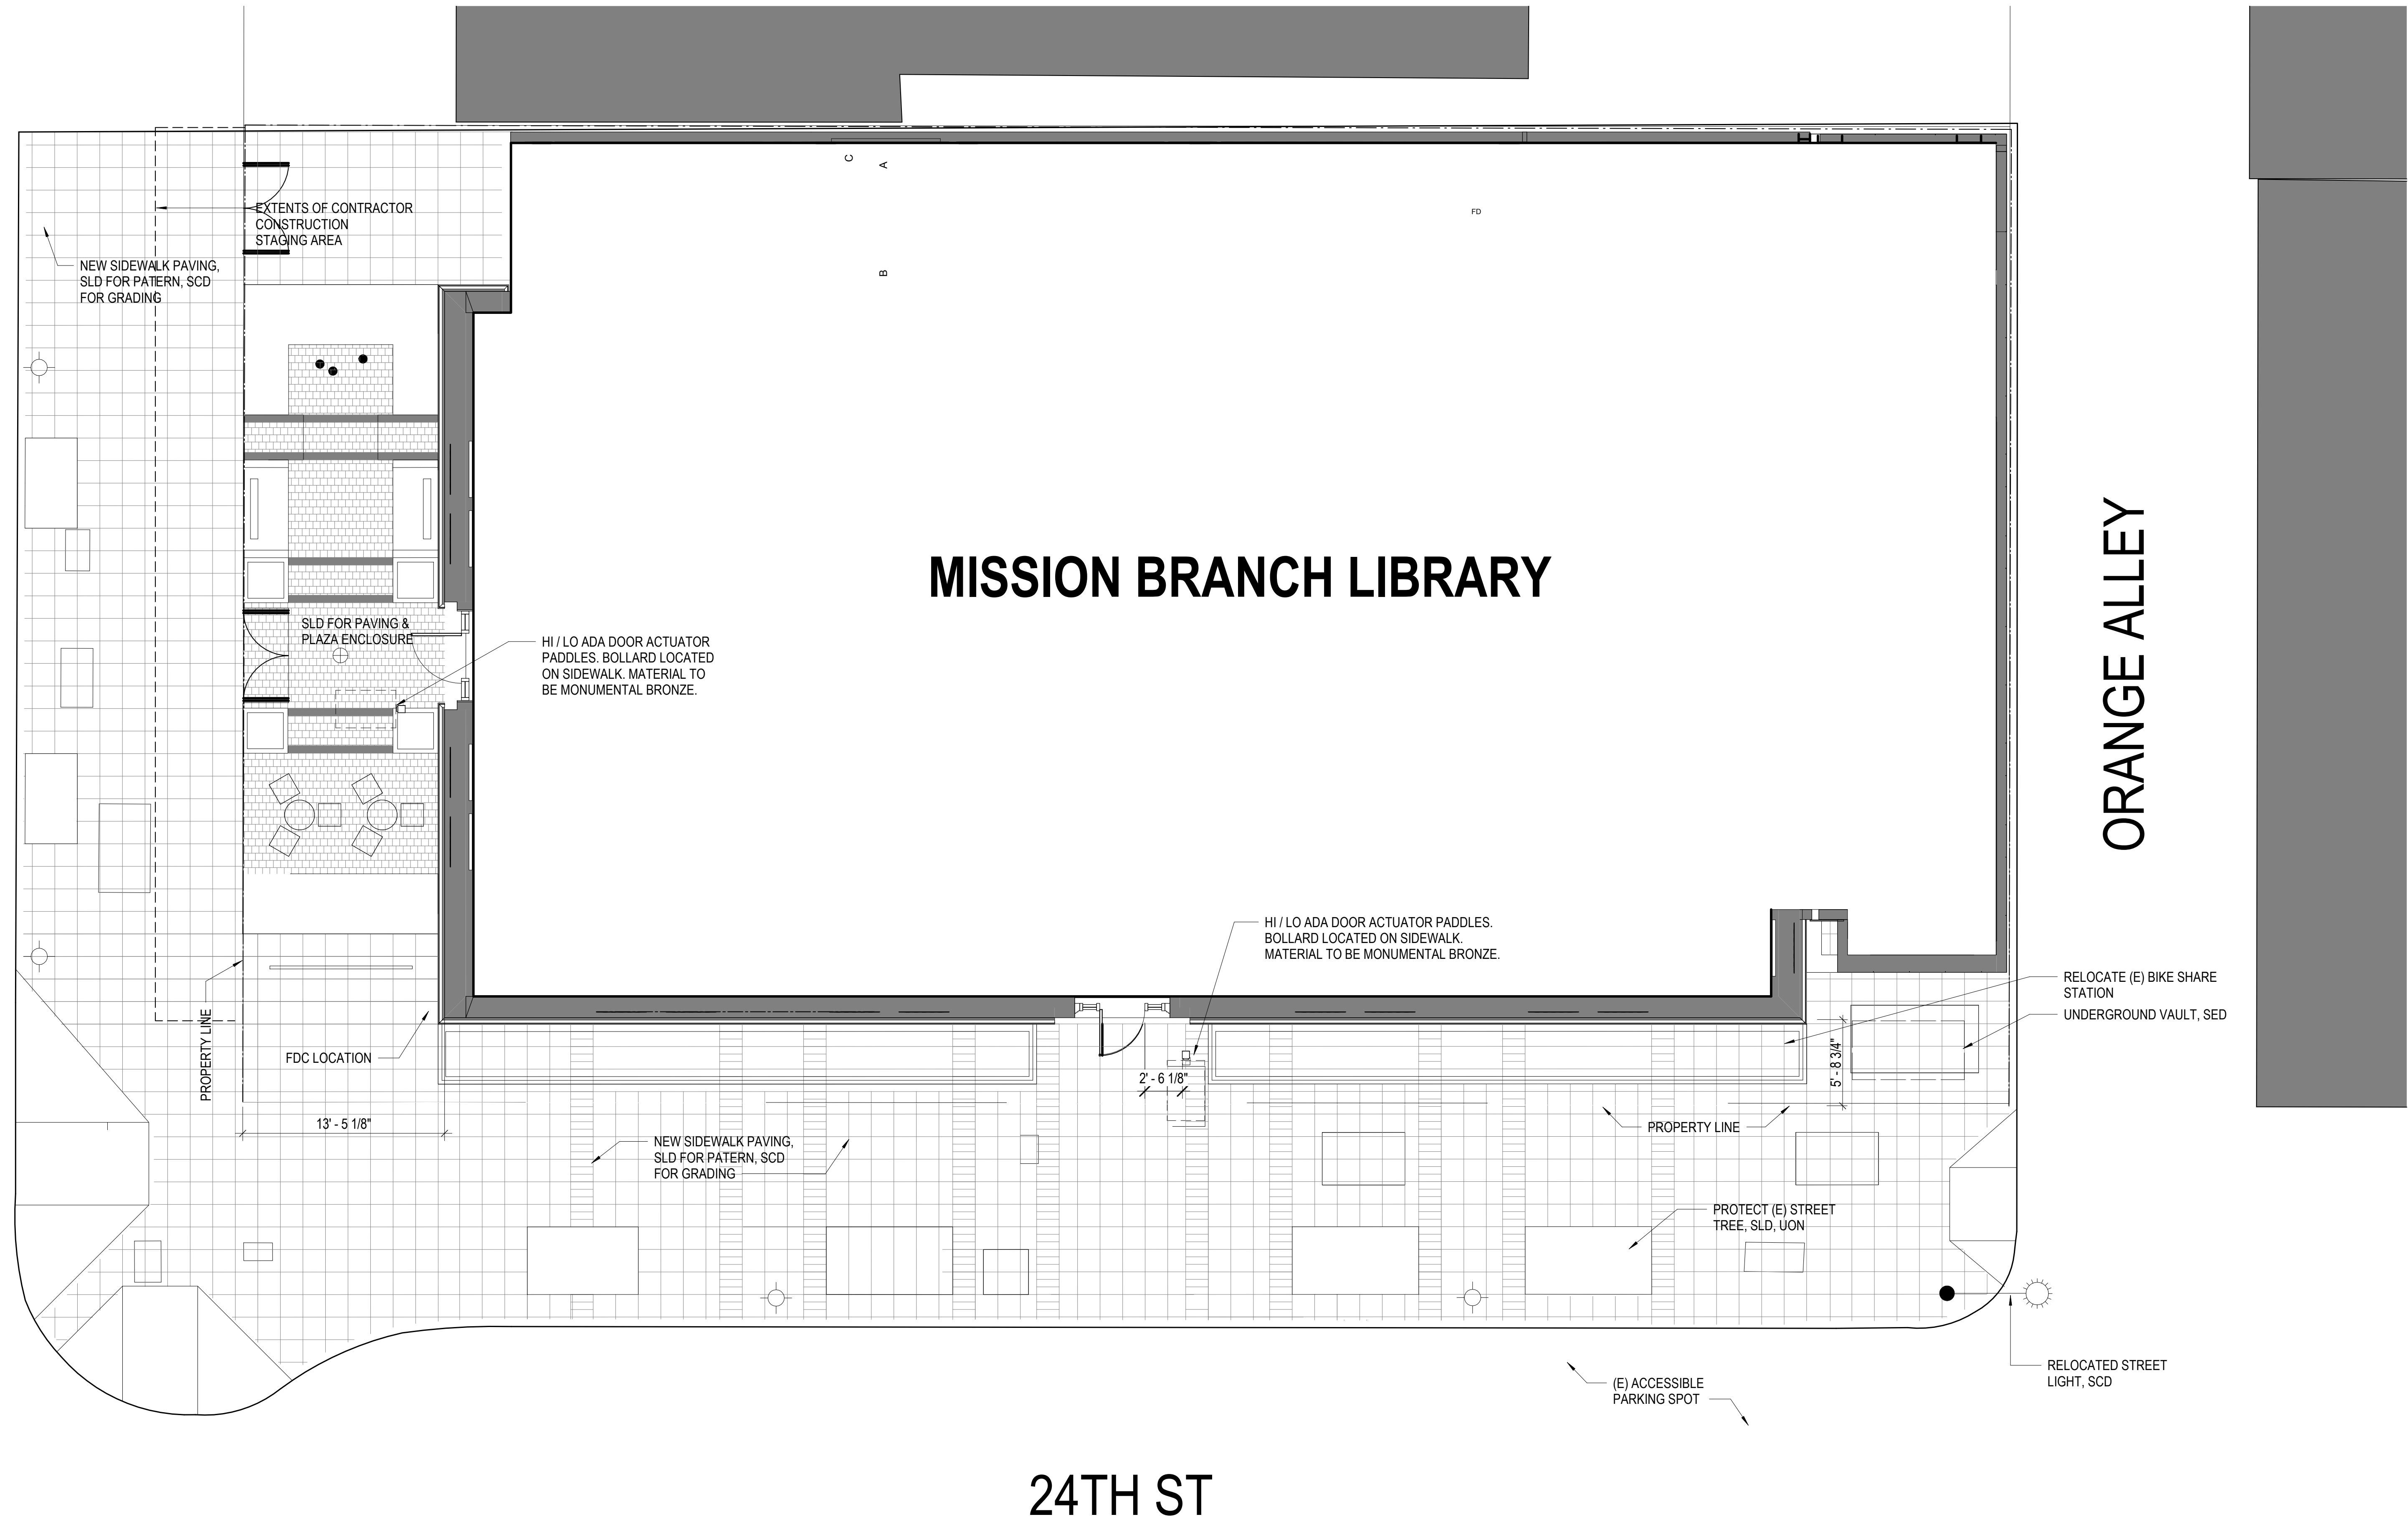 C
A
FD
EXTENTS OF CONTRACTOR
CONSTRUCTION
STAGING AREA
NEW SIDEWALK PAVING,
SLD FOR PATERN, SCD
FOR GRADING
B
MISSION BRANCH LIBRARY
ORANGE ALLEY
SLD FOR PAVING &
PLAZA ENCLOSURE
HI / LO ADA DOOR ACTUATOR
PADDLES. BOLLARD LOCATED
ON SIDEWALK. MATERIAL TO
BE MONUMENTAL BRONZE.
HI / LO ADA DOOR ACTUATOR PADDLES.
BOLLARD LOCATED ON SIDEWALK.
MATERIAL TO BE MONUMENTAL BRONZE.
RELOCATE (E) BIKE SHARE
STATION
UNDERGROUND VAULT, SED
PROPERTY LINE
FDC LOCATION
5' - 8 3/4"
2' - 6 1/8"
13' - 5 1/8"
PROPERTY LINE
NEW SIDEWALK PAVING,
SLD FOR PATERN, SCD
FOR GRADING
PROTECT (E) STREET
TREE, SLD, UON
RELOCATED STREET
LIGHT, SCD
(E) ACCESSIBLE
PARKING SPOT
24TH ST